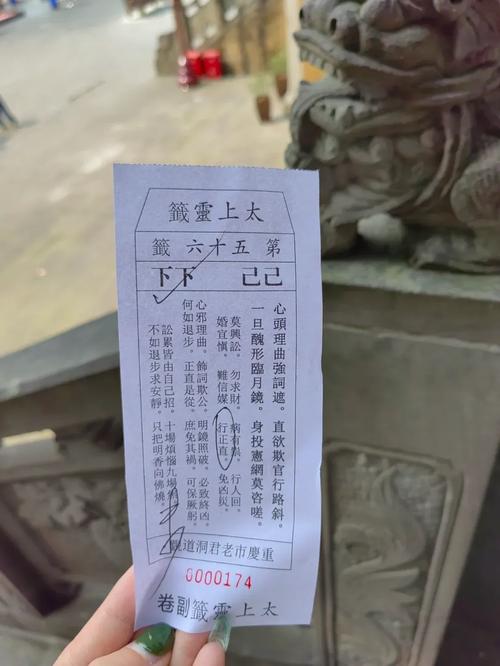 太上靈籤
第五十六籤
己己 下下
心頭理曲強詞遮。直欲欺官行路斜。
一旦醜形臨月鏡。身投憲網莫咨嗟。
莫興訟。勿求財。病有 。行人回。
婚宜慎。難信媒。行正直。免凶災。
心邪理曲。飾詞欺公。明鏡照破。必致終凶。
何如退步。正直是從。庶免其禍。可保厥躬。
訟累皆由自己招。十場煩惱九場
不如退步求安靜。只把明香向佛燒。
重慶市老君洞道觀
0000174
太上靈籤副卷